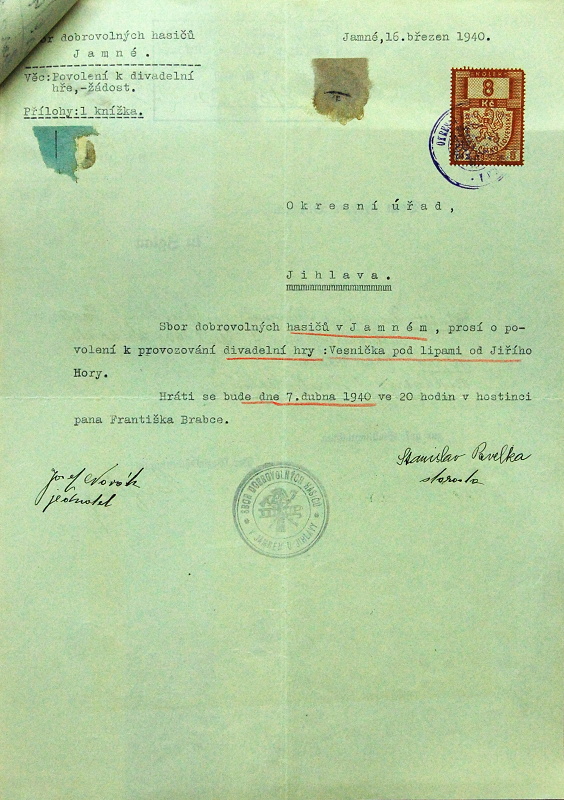 Sbor dobrovolných hasičů
Jamné.
Jamné,16.březen 1940.
Věc:Povolení k divadelní
hře,-žádost.
Přílohy:1 knížka.
KOLEK
8
Kč
8
Okresní úřad,
Jihlava.
Sbor dobrovolných hasičů v Jamném, prosí o po-
volení k provozování divadelní hry :Vesnička pod lipami od Jiřího
Hory.
Hráti se bude dne 7.dubna 1940 ve 20 hodin v hostinci
pana Františka Brabce.
Stanislav Pavelka
starosta
Josef Novák
jednatel
SBOR DOBROVOLNÝCH HASIČŮ
V JAMNÉM U JIHLAVY